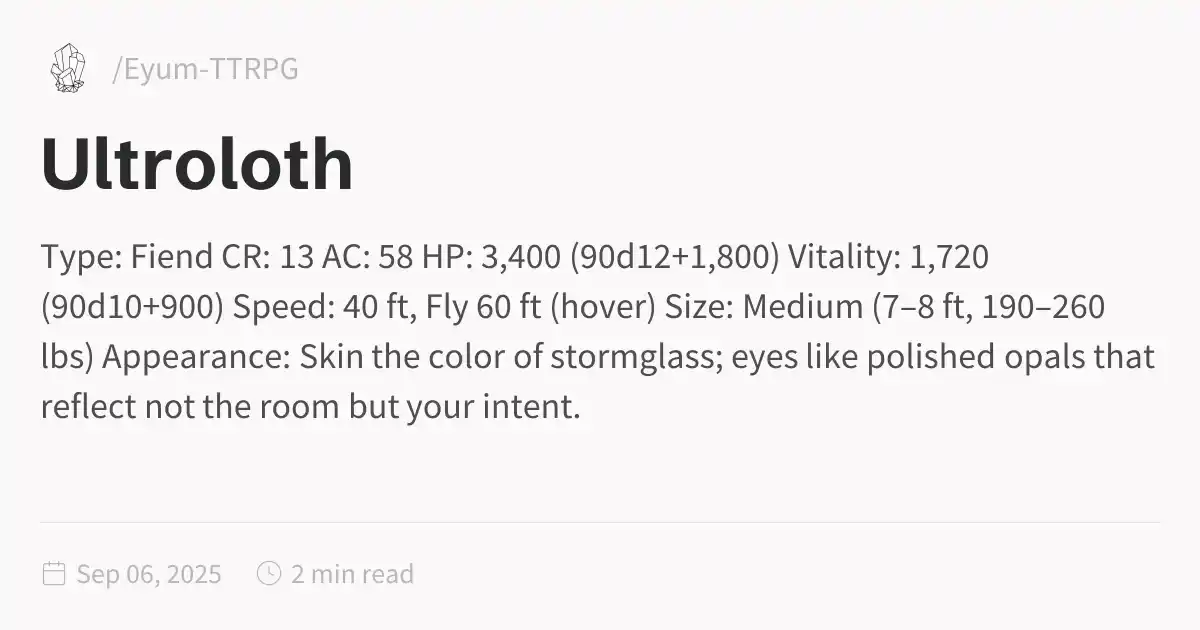 /Eyum-TTRPG
Ultroloth
Type: Fiend CR: 13 AC: 58 HP: 3,400 (90d12+1,800) Vitality: 1,720
(90d10+900) Speed: 40 ft, Fly 60 ft (hover) Size: Medium (7–8 ft, 190–260
lbs) Appearance: Skin the color of stormglass; eyes like polished opals that
reflect not the room but your intent.
Sep 06, 2025 2 min read